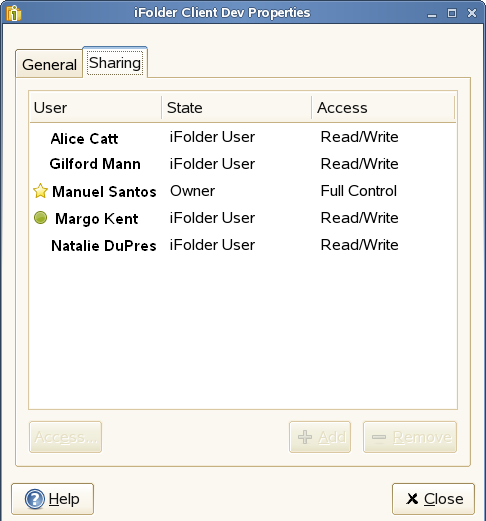 iFolder Client Dev Properties
General Sharing
User State Access
Alice Catt iFolder User Read/Write
Gilford Mann iFolder User Read/Write
Manuel Santos Owner Full Control
Margo Kent iFolder User Read/Write
Natalie DuPres iFolder User Read/Write
Access... Add Remove
Help Close